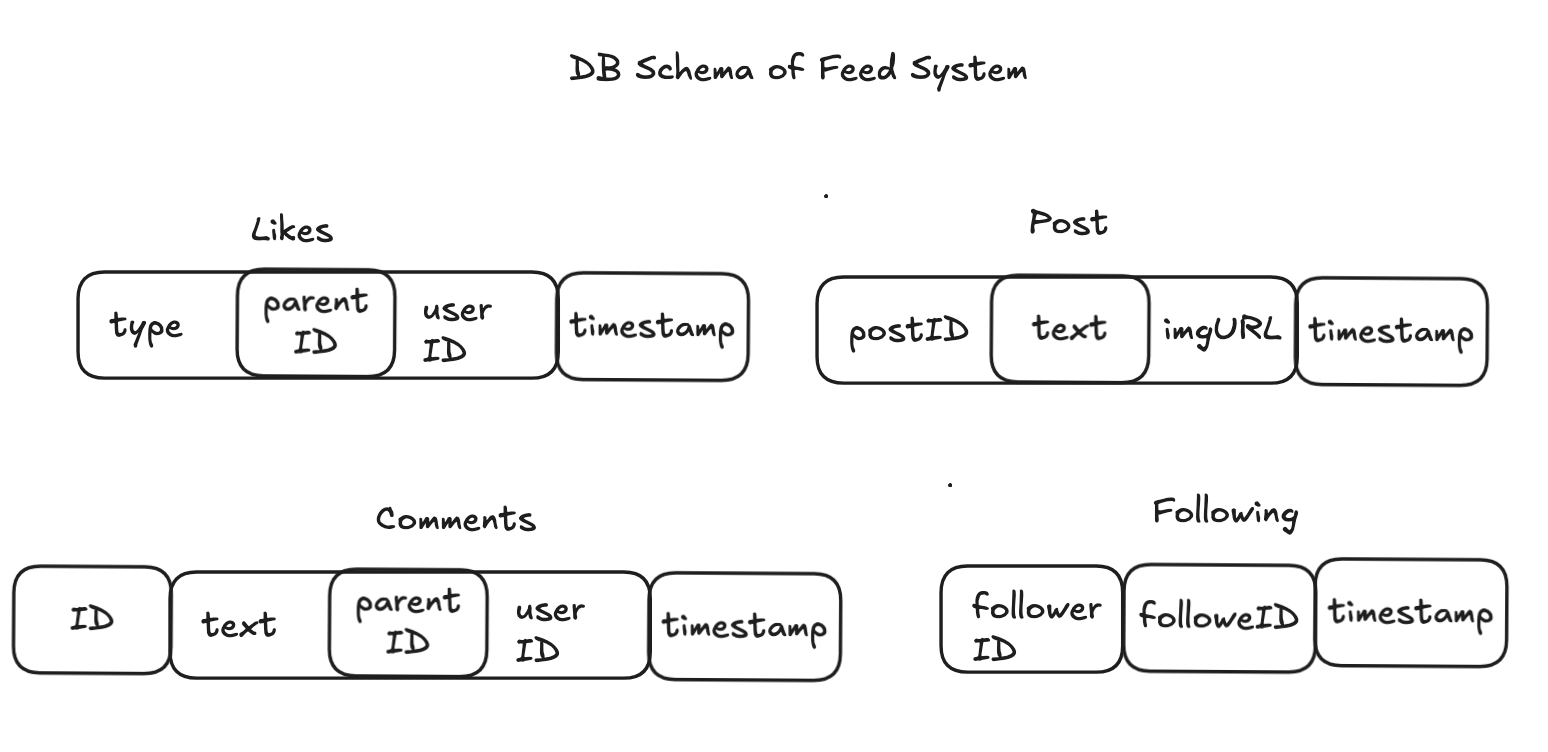 DB Schema of Feed System
Likes
type
parent
ID
user
ID
timestamp
Post
postID
text
imgURL
timestamp
Comments
ID
text
parent
ID
user
ID
timestamp
Following
follower
ID
followeID
timestamp